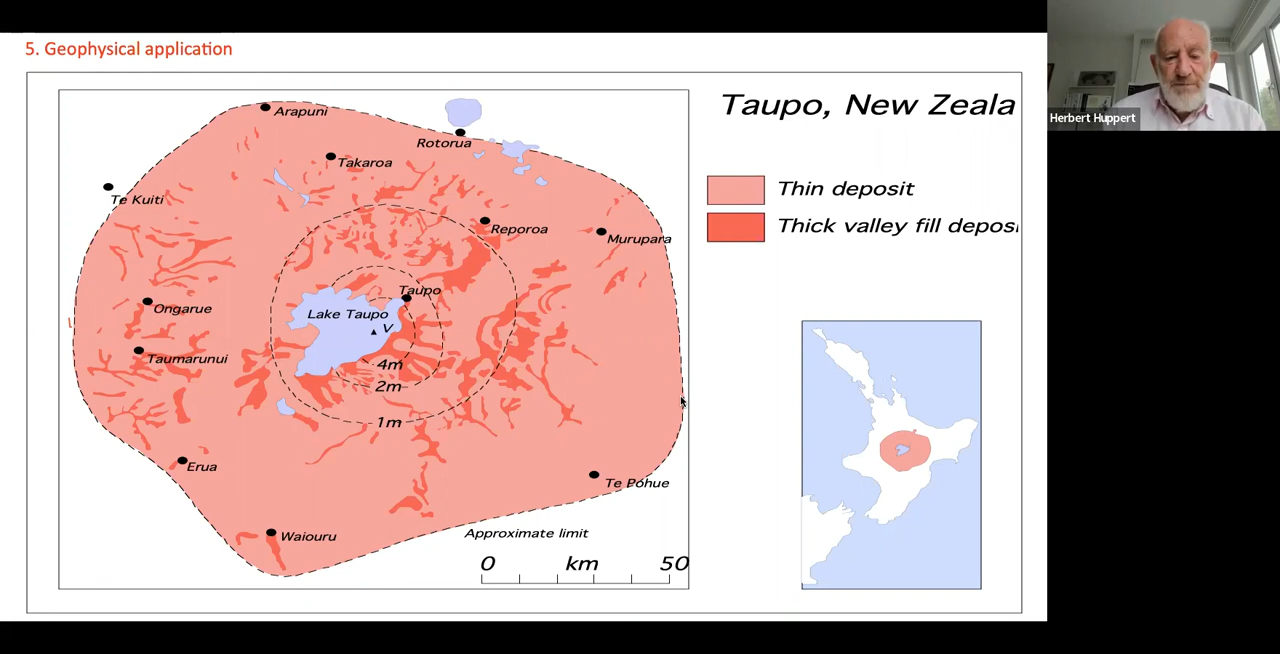 5. Geophysical application
Herbert Huppert
Taupo, New Zeala
Thin deposit
Thick valley fill deposi
Arapuni
Rotorua
Takaroa
Te Kuiti
Reporoa
Murupara
Taupo
Ongarue
Lake Taupo
V
Taumarunui
4m
2m
1m
Erua
Te Pohue
Waiouru
Approximate limit
0 km 50